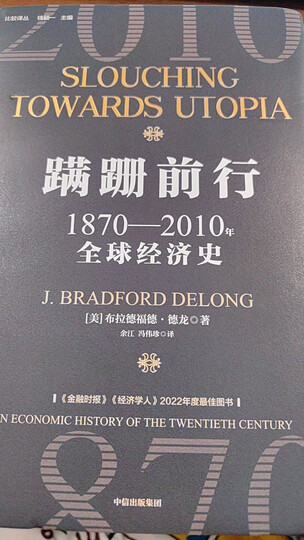 比较译丛 钱颖一 主编
2010
SLOUCHING
TOWARDS UTOPIA
蹒跚前行
1870—2010年
全球经济史
J. BRADFORD DELONG
[美]布拉德福德·德龙◎著
余江 冯伟珍◎译
《金融时报》《经济学人》2022年度最佳图书
N ECONOMIC HISTORY OF THE TWENTIETH CENTURY
1870
中信出版集团